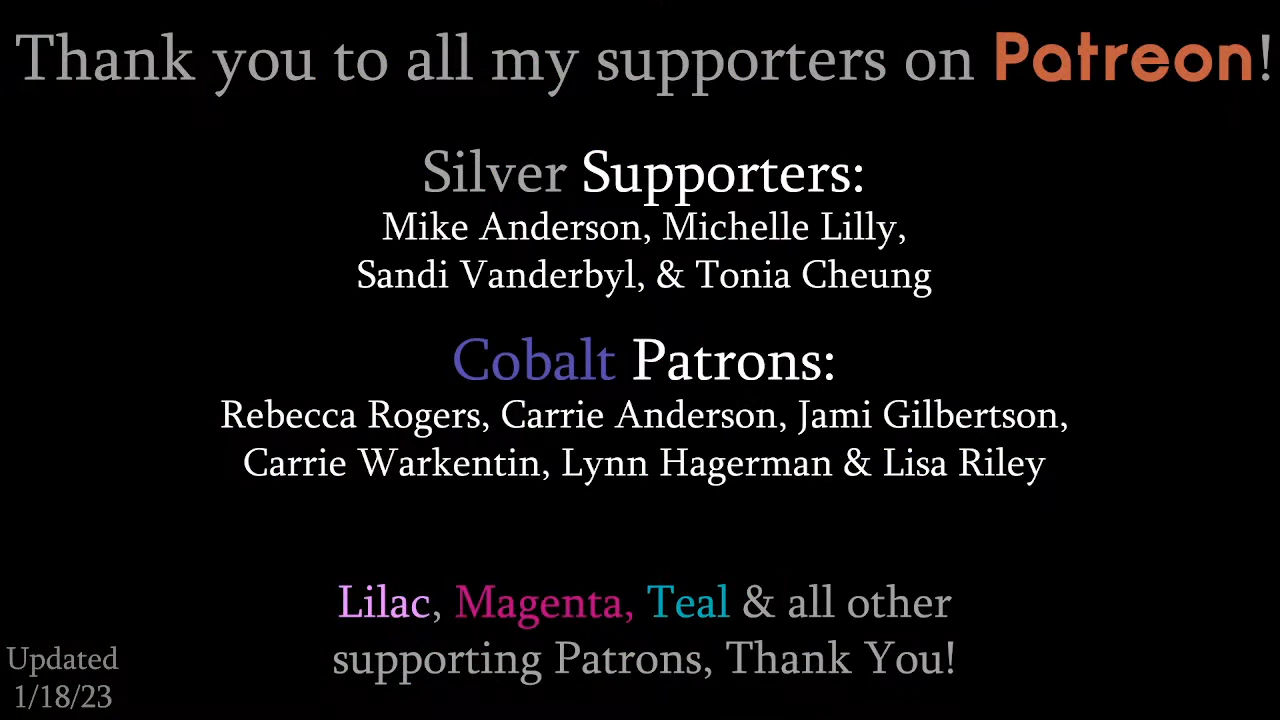 Thank you to all my supporters on Patreon!
Silver Supporters:
Mike Anderson, Michelle Lilly,
Sandi Vanderbyl, & Tonia Cheung
Cobalt Patrons:
Rebecca Rogers, Carrie Anderson, Jami Gilbertson,
Carrie Warkentin, Lynn Hagerman & Lisa Riley
Lilac, Magenta, Teal & all other
supporting Patrons, Thank You!
Updated
1/18/23